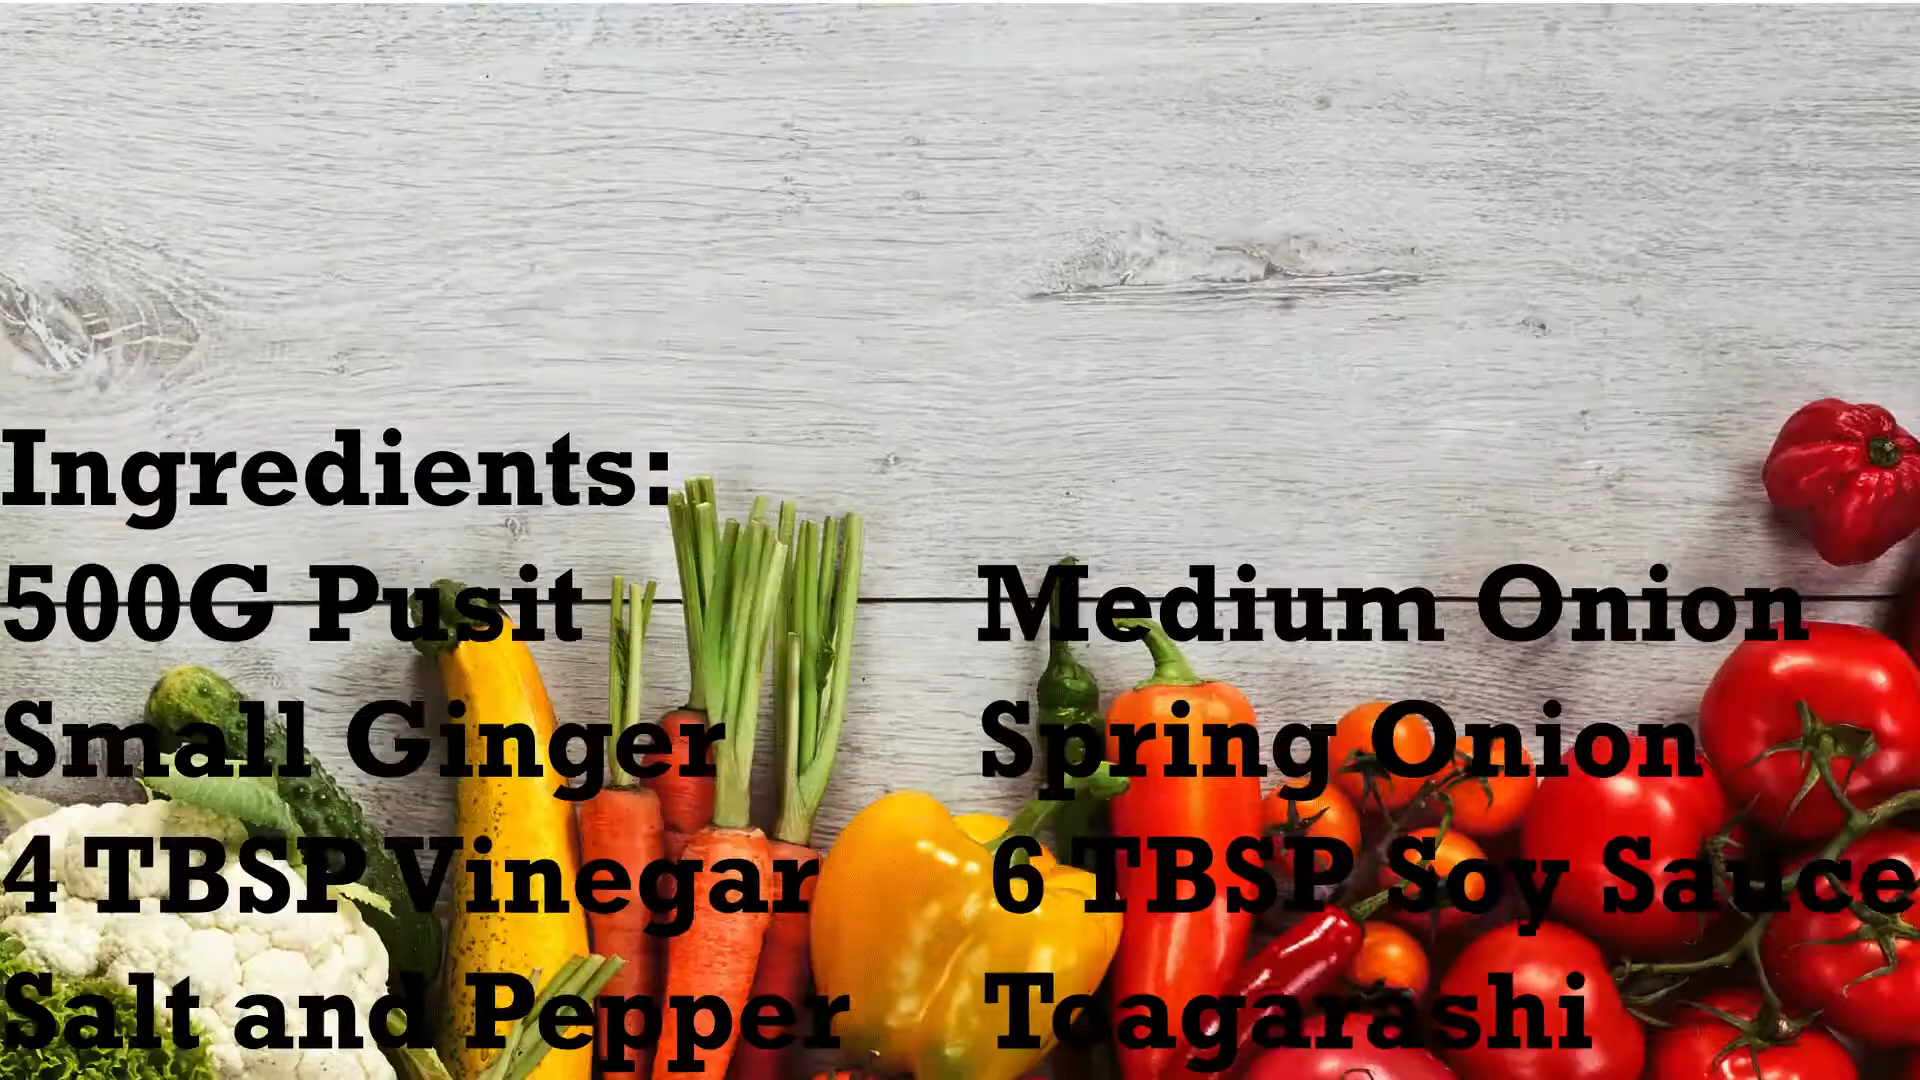 Ingredients:
500G Pusit Medium Onion
Small Ginger Spring Onion
4 TBSP Vinegar 6 TBSP Soy Sauce
Salt and Pepper Toagarashi